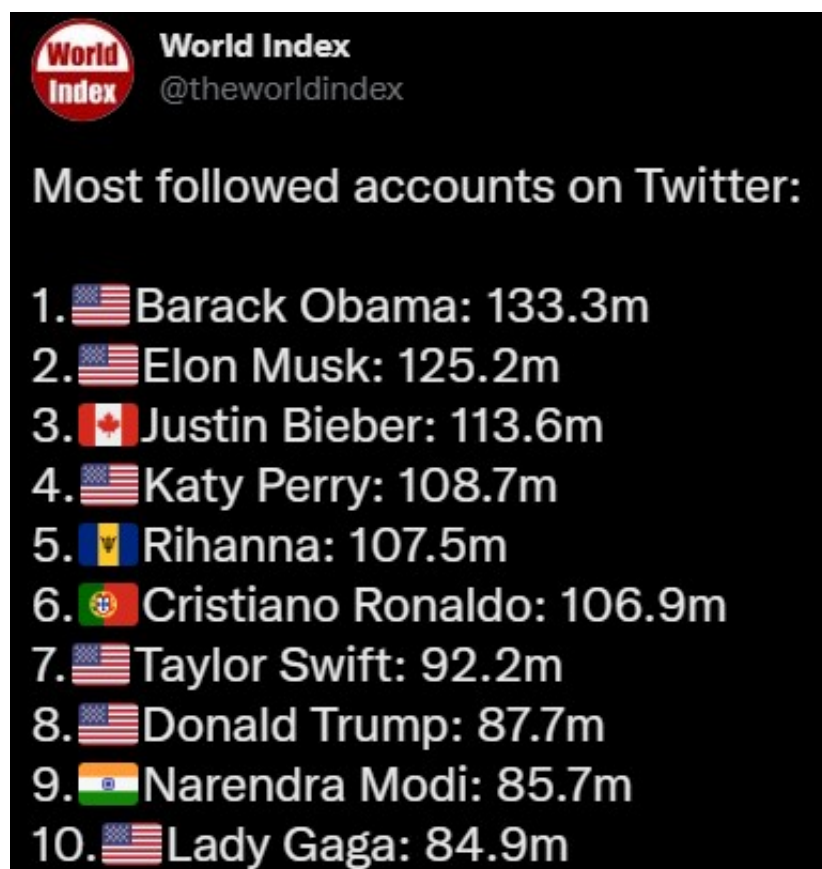 World
Index
World Index
@theworldindex
Most followed accounts on Twitter:
1.🇺🇸Barack Obama: 133.3m
2.🇺🇸Elon Musk: 125.2m
3.🇨🇦Justin Bieber: 113.6m
4.🇺🇸Katy Perry: 108.7m
5.🇧🇧Rihanna: 107.5m
6.🇵🇹Cristiano Ronaldo: 106.9m
7.🇺🇸Taylor Swift: 92.2m
8.🇺🇸Donald Trump: 87.7m
9.🇮🇳Narendra Modi: 85.7m
10.🇺🇸Lady Gaga: 84.9m